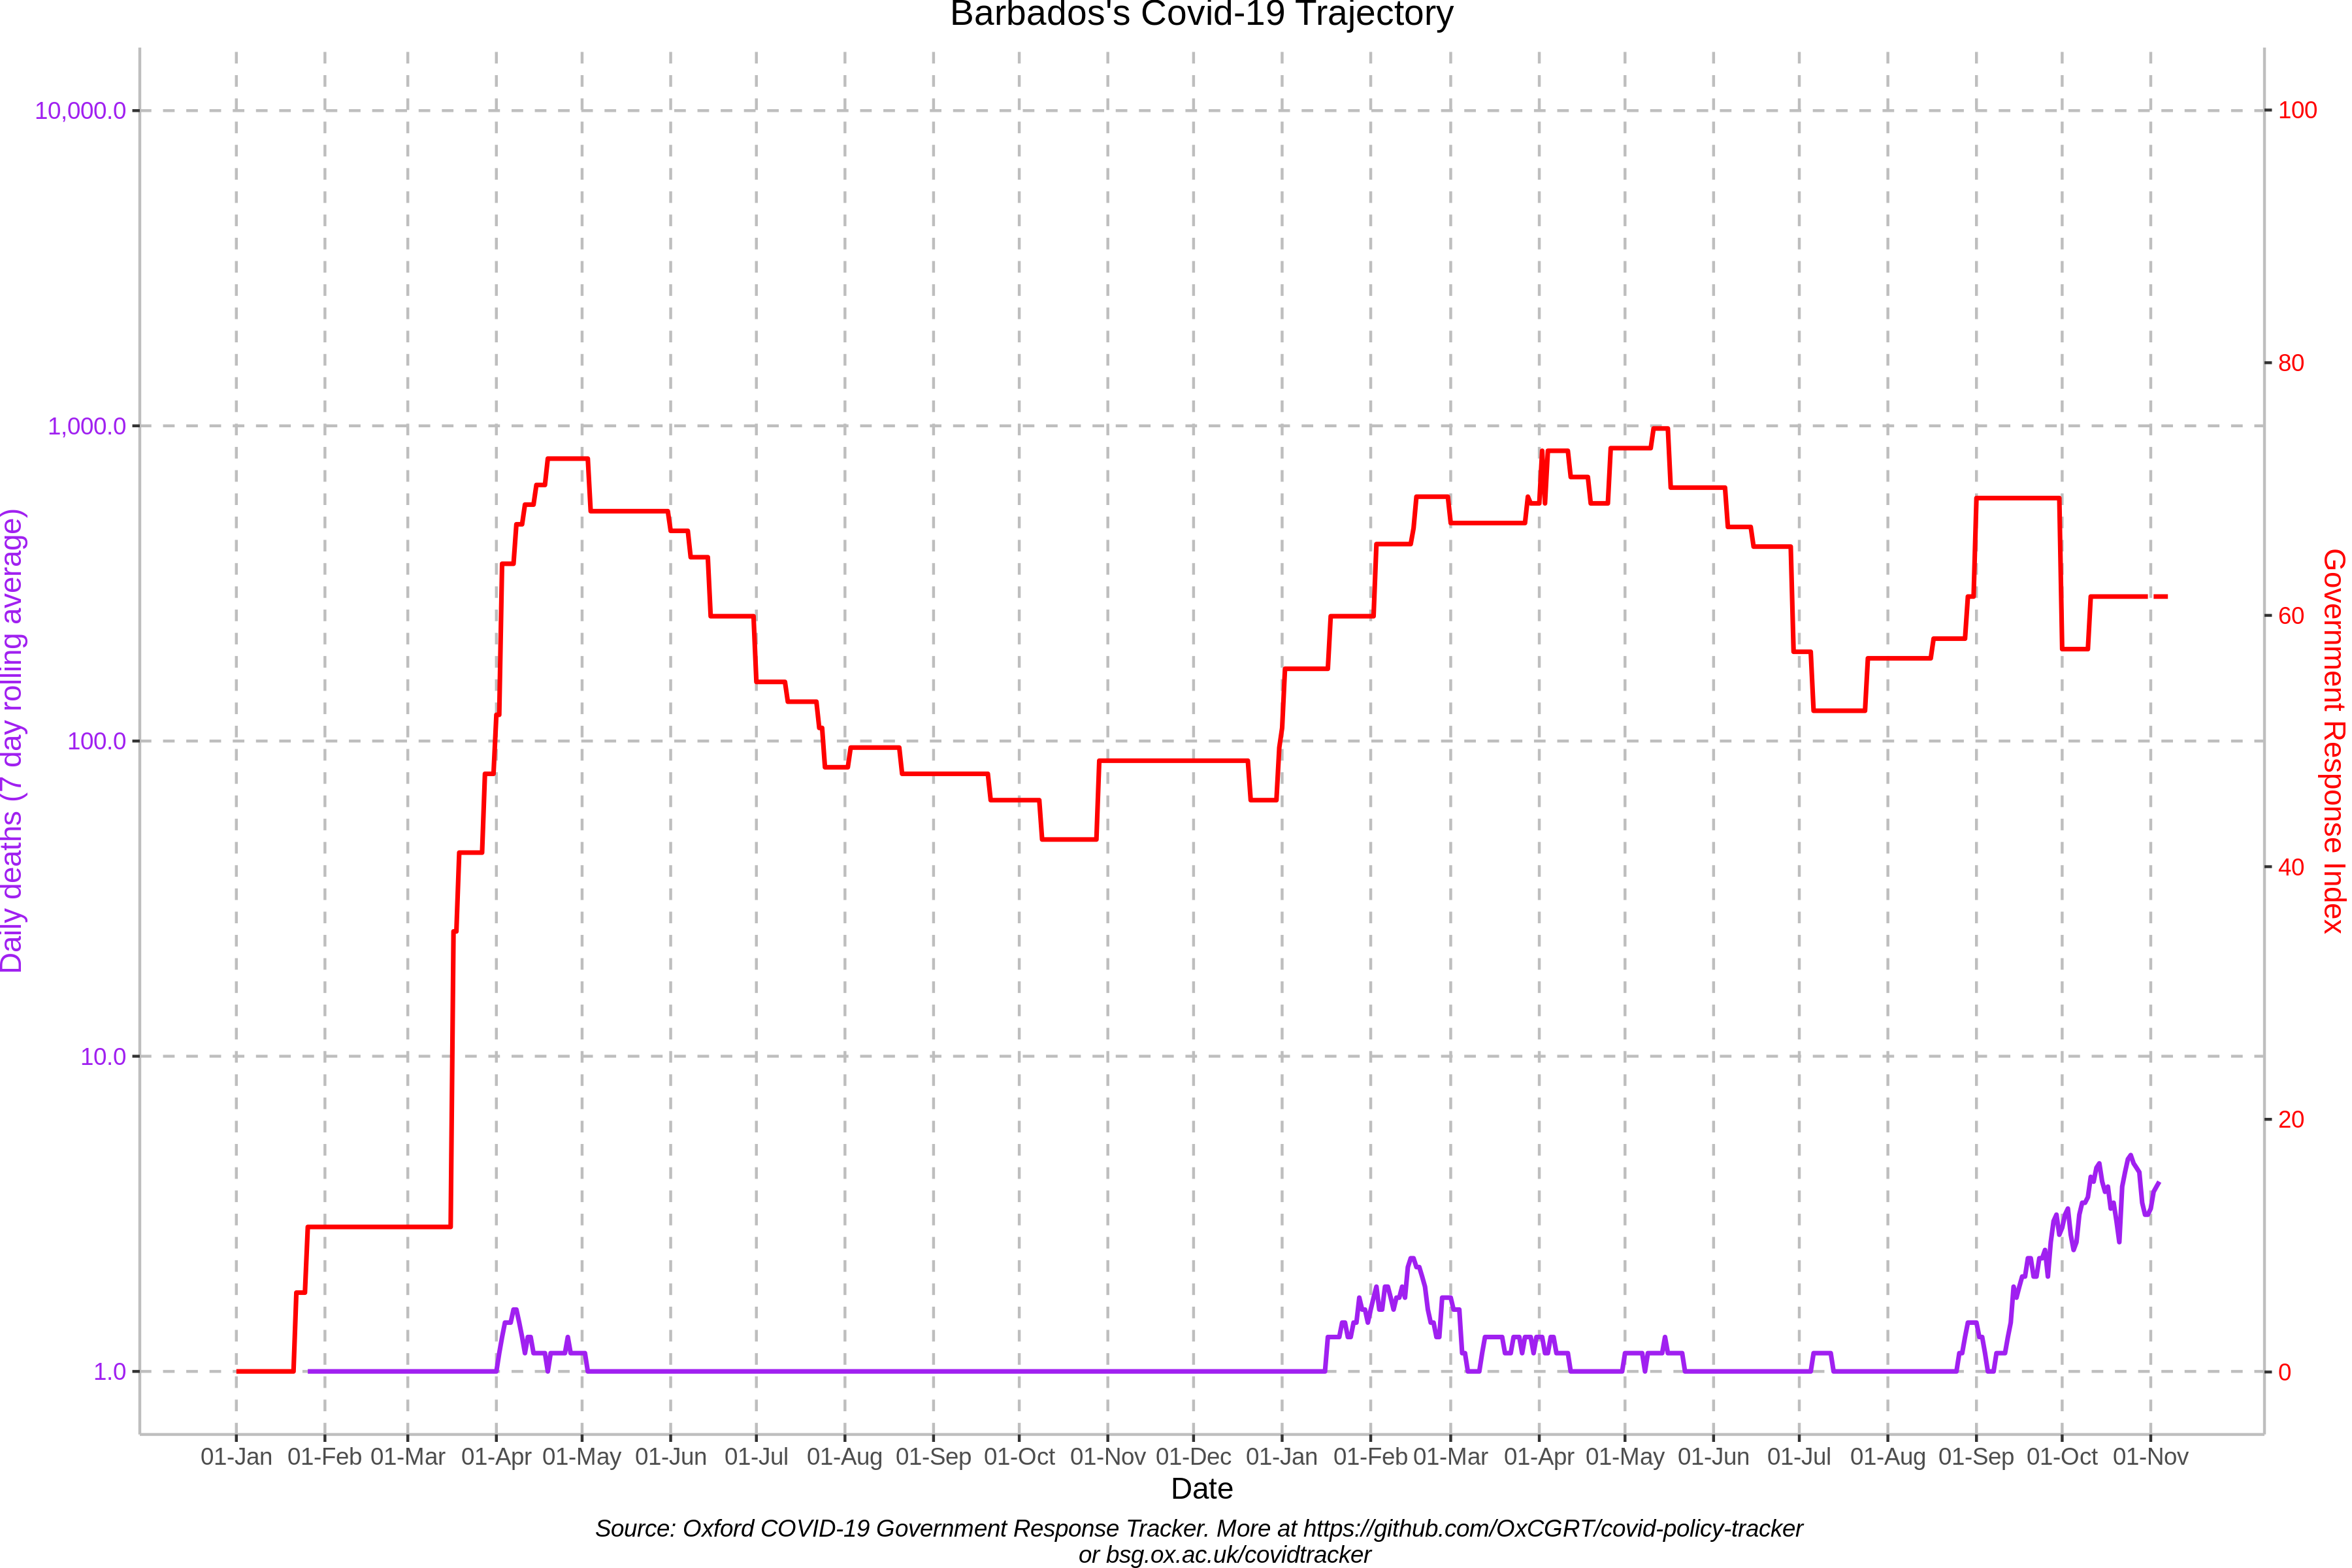 Barbados's Covid-19 Trajectory
10,000.0
1,000.0
100.0
10.0
1.0
Daily deaths (7 day rolling average)
100
80
60
40
20
0
Government Response Index
01-Jan 01-Feb 01-Mar 01-Apr 01-May 01-Jun 01-Jul 01-Aug 01-Sep 01-Oct 01-Nov 01-Dec 01-Jan 01-Feb 01-Mar 01-Apr 01-May 01-Jun 01-Jul 01-Aug 01-Sep 01-Oct 01-Nov
Date
Source: Oxford COVID-19 Government Response Tracker. More at https://github.com/OxCGRT/covid-policy-tracker
or bsg.ox.ac.uk/covidtracker